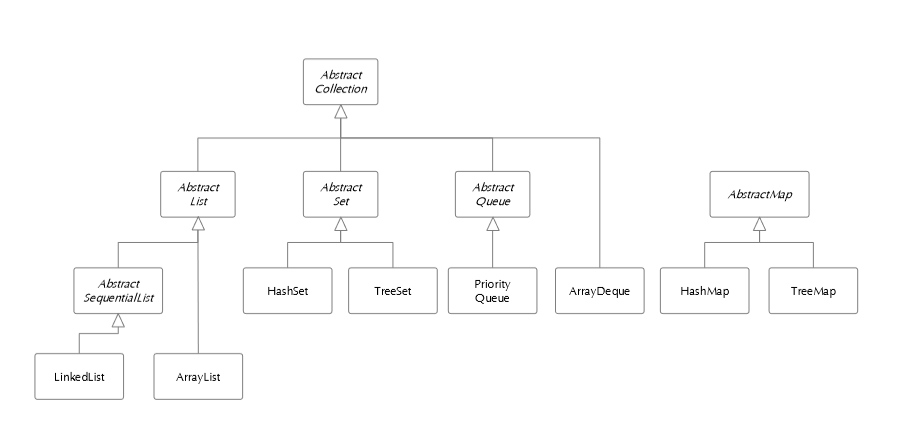 Abstract
Collection
Abstract
List
Abstract
Set
Abstract
Queue
AbstractMap
Abstract
SequentialList
HashSet
TreeSet
Priority
Queue
ArrayDeque
HashMap
TreeMap
LinkedList
ArrayList